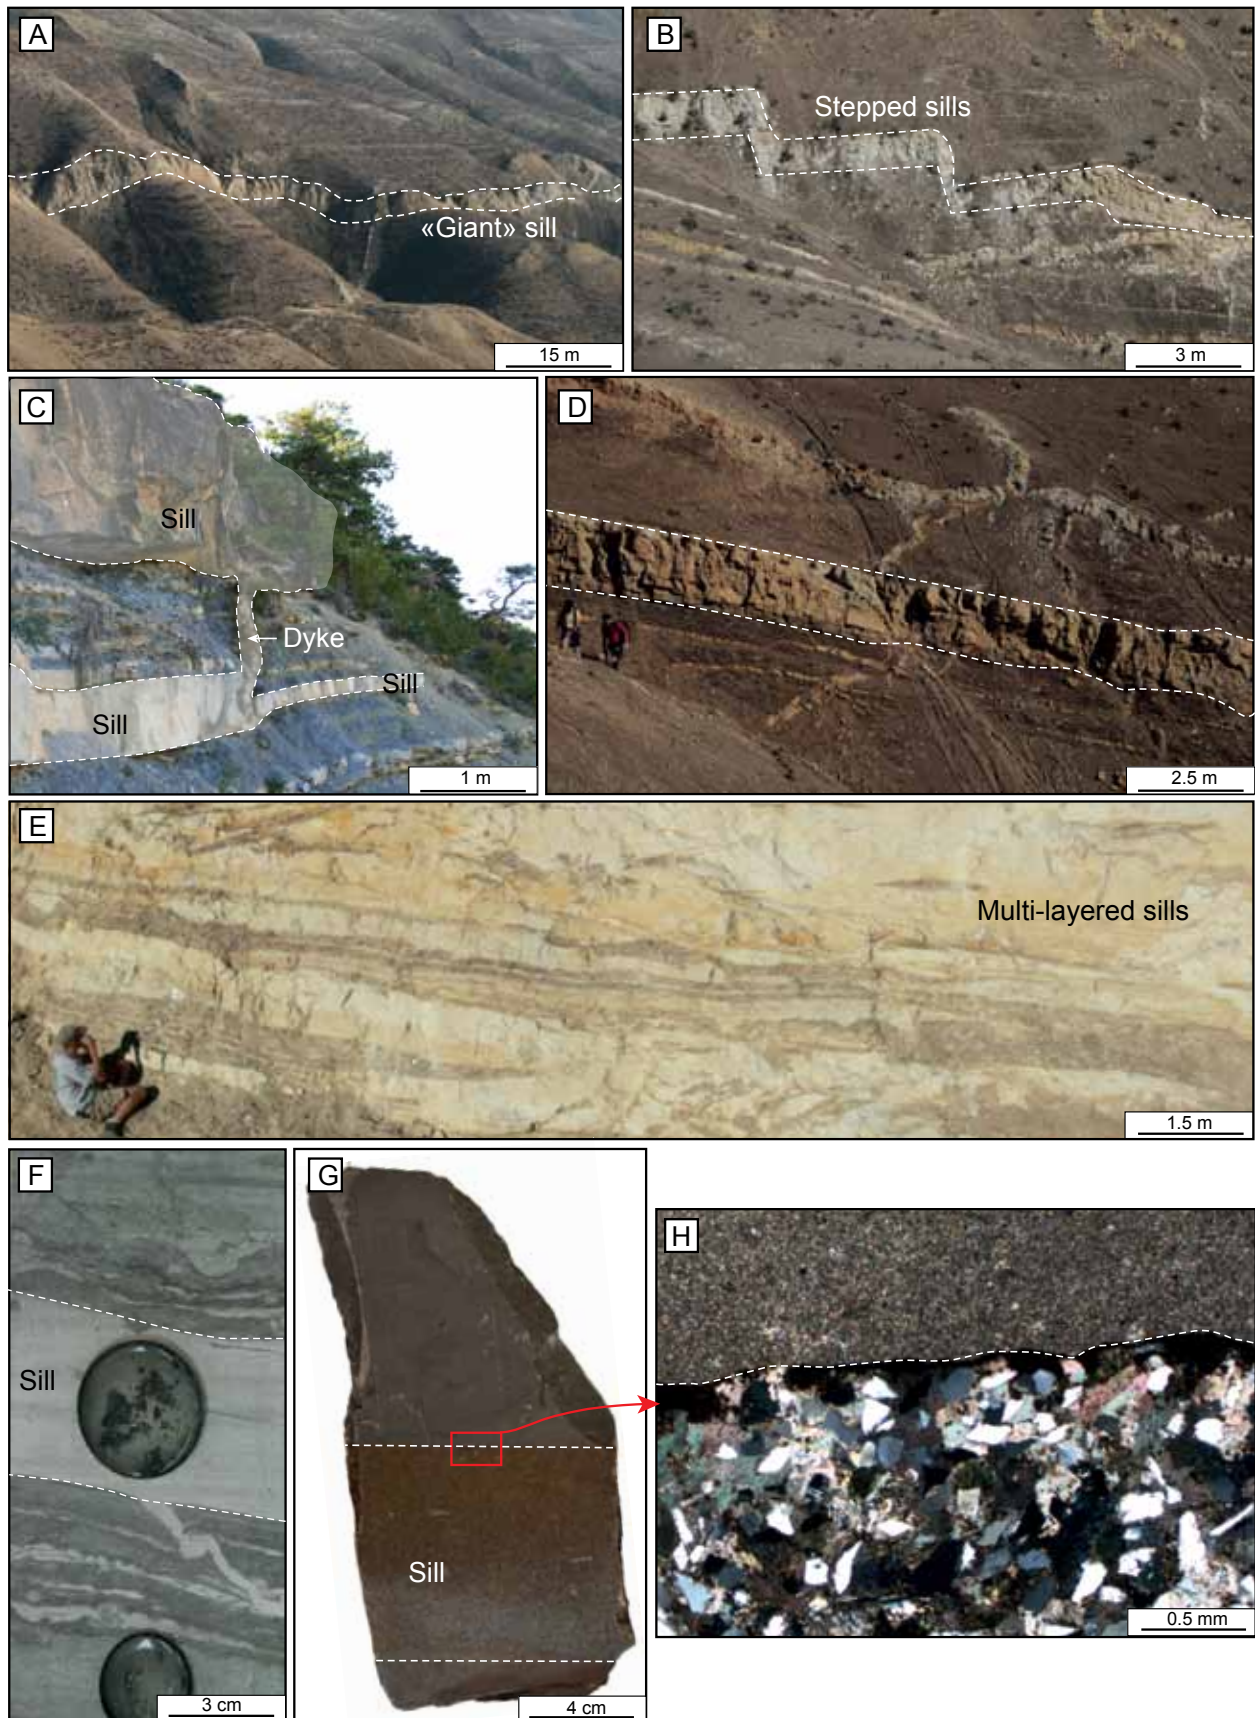 A
«Giant» sill
15 m
B
Stepped sills
3 m
C
Sill
Dyke
Sill
Sill
1 m
D
2.5 m
E
Multi-layered sills
1.5 m
F
Sill
3 cm
G
Sill
4 cm
H
0.5 mm